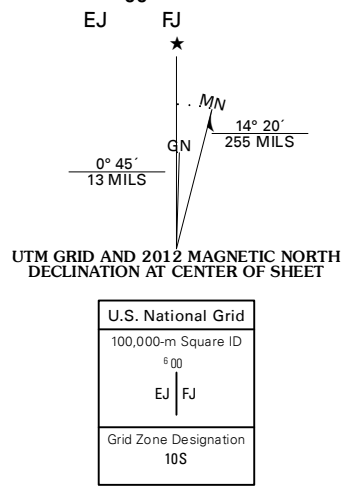 EJ FJ
★
MN
GN
14° 20´
255 MILS
0° 45´
13 MILS
UTM GRID AND 2012 MAGNETIC NORTH
DECLINATION AT CENTER OF SHEET
U.S. National Grid
100,000-m Square ID
⁶00
EJ FJ
Grid Zone Designation
10S